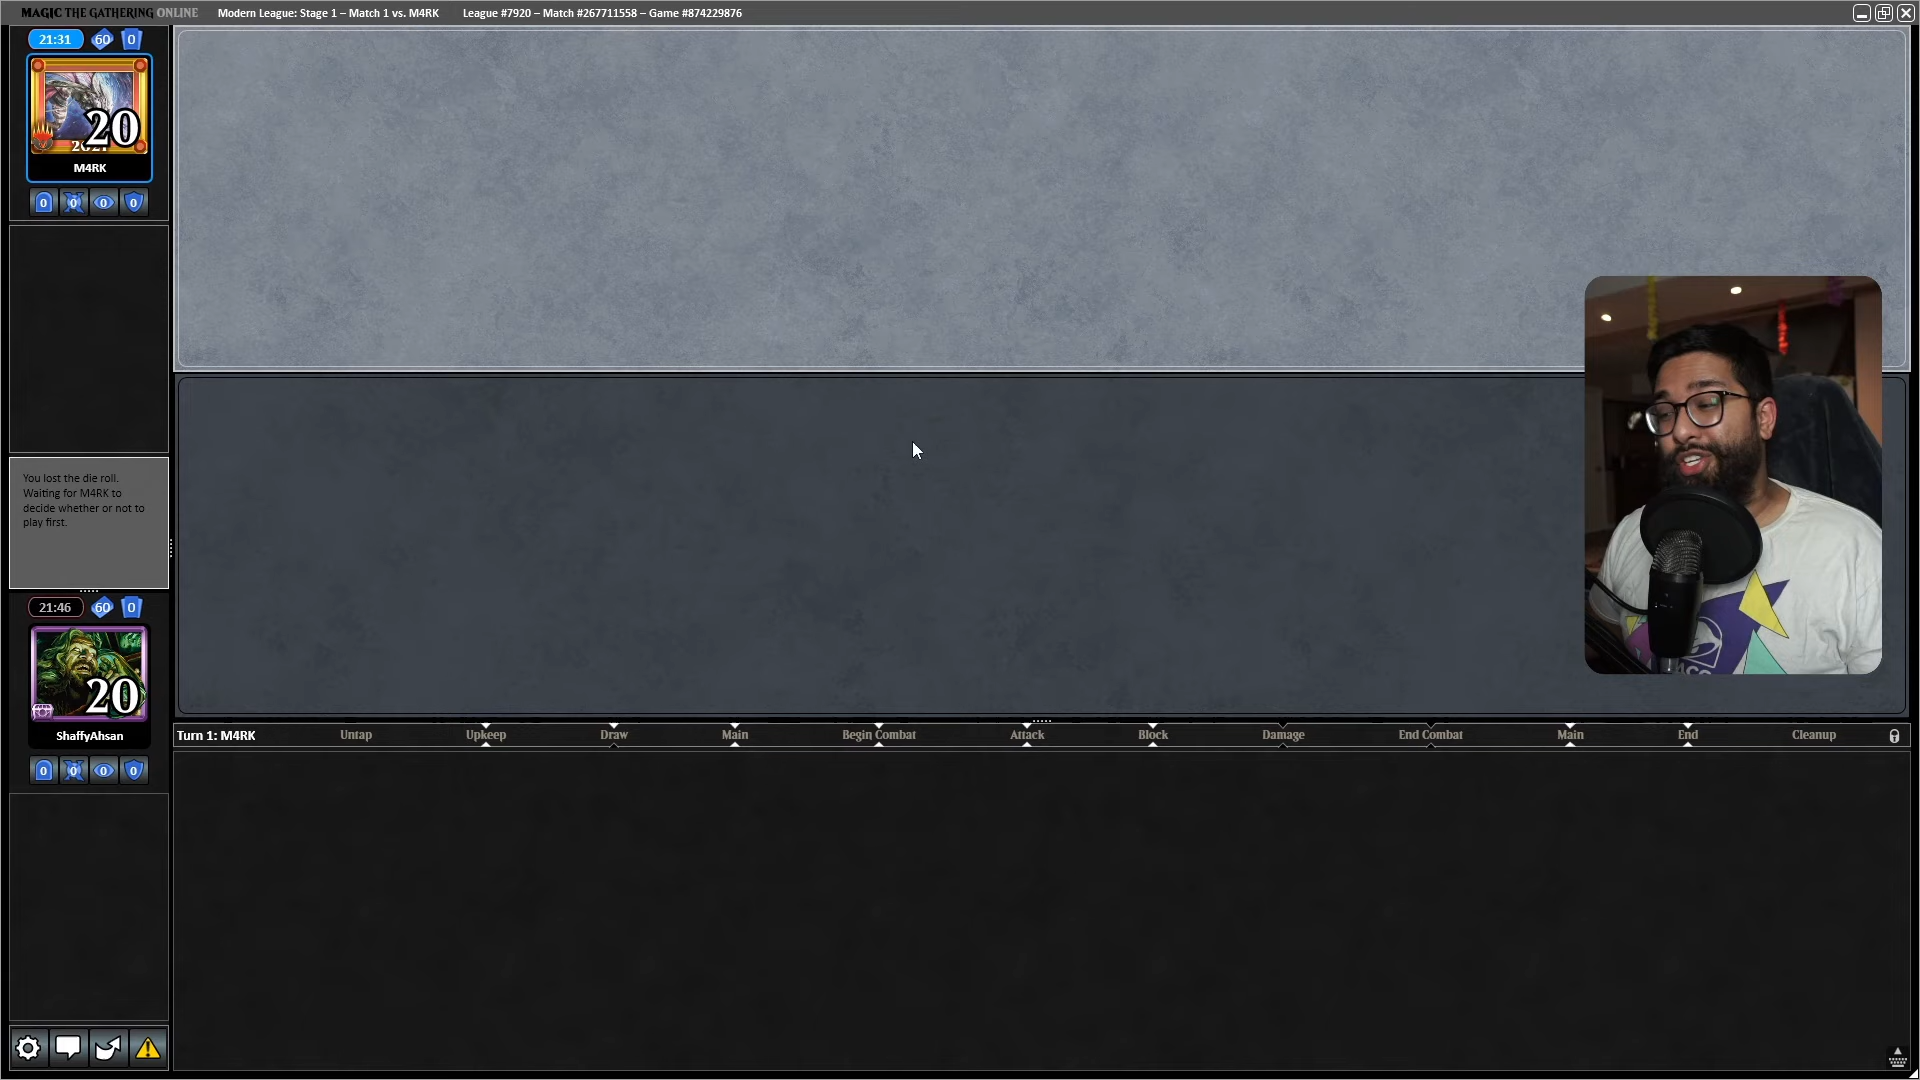 MAGIC THE GATHERING ONLINE Modern League: Stage 1 – Match 1 vs. M4RK League #7920 – Match #267711558 – Game #874229876
21:31 60 0
20
M4RK
0 0 0 0
You lost the die roll.
Waiting for M4RK to
decide whether or not to
play first.
21:46 60 0
20
ShaffyAhsan
0 0 0 0
Turn 1: M4RK Untap Upkeep Draw Main Begin Combat Attack Block Damage End Combat Main End Cleanup